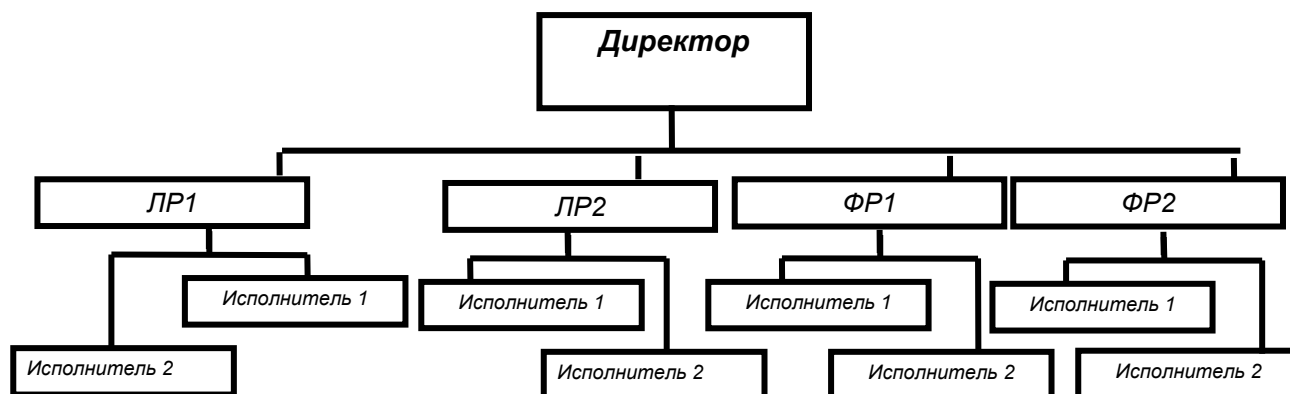 Директор
ЛР1
ЛР2
ФР1
ФР2
Исполнитель 1
Исполнитель 1
Исполнитель 1
Исполнитель 1
Исполнитель 2
Исполнитель 2
Исполнитель 2
Исполнитель 2